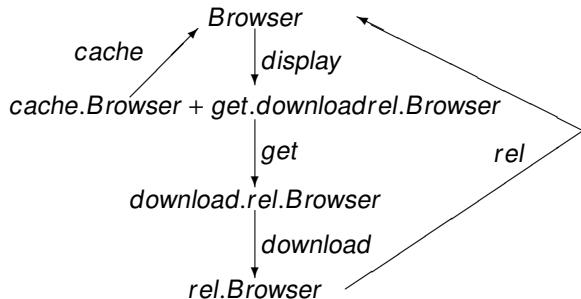 Browser
cache
display
cache.Browser + get.downloadrel.Browser
get
rel
download.rel.Browser
download
rel.Browser